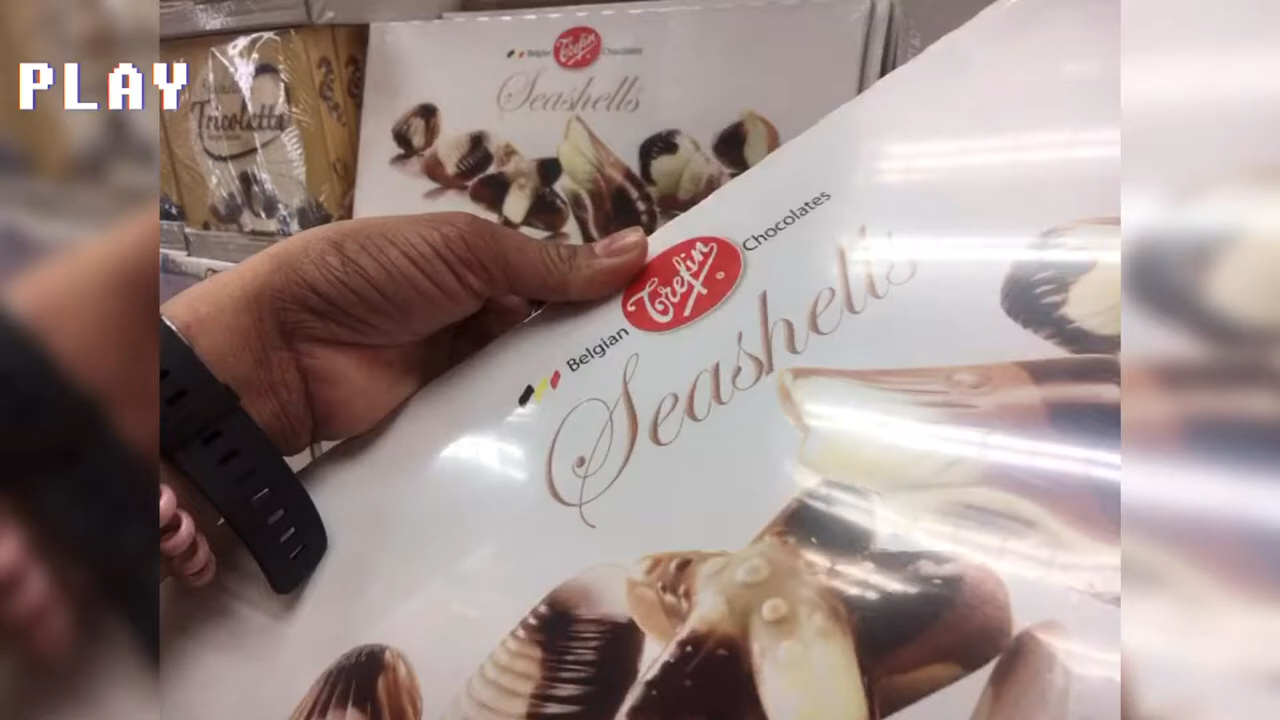 PLAY
Tricoletta
Belgian Trefin Chocolates
Seashells
Belgian Trefin Chocolates
Seashells